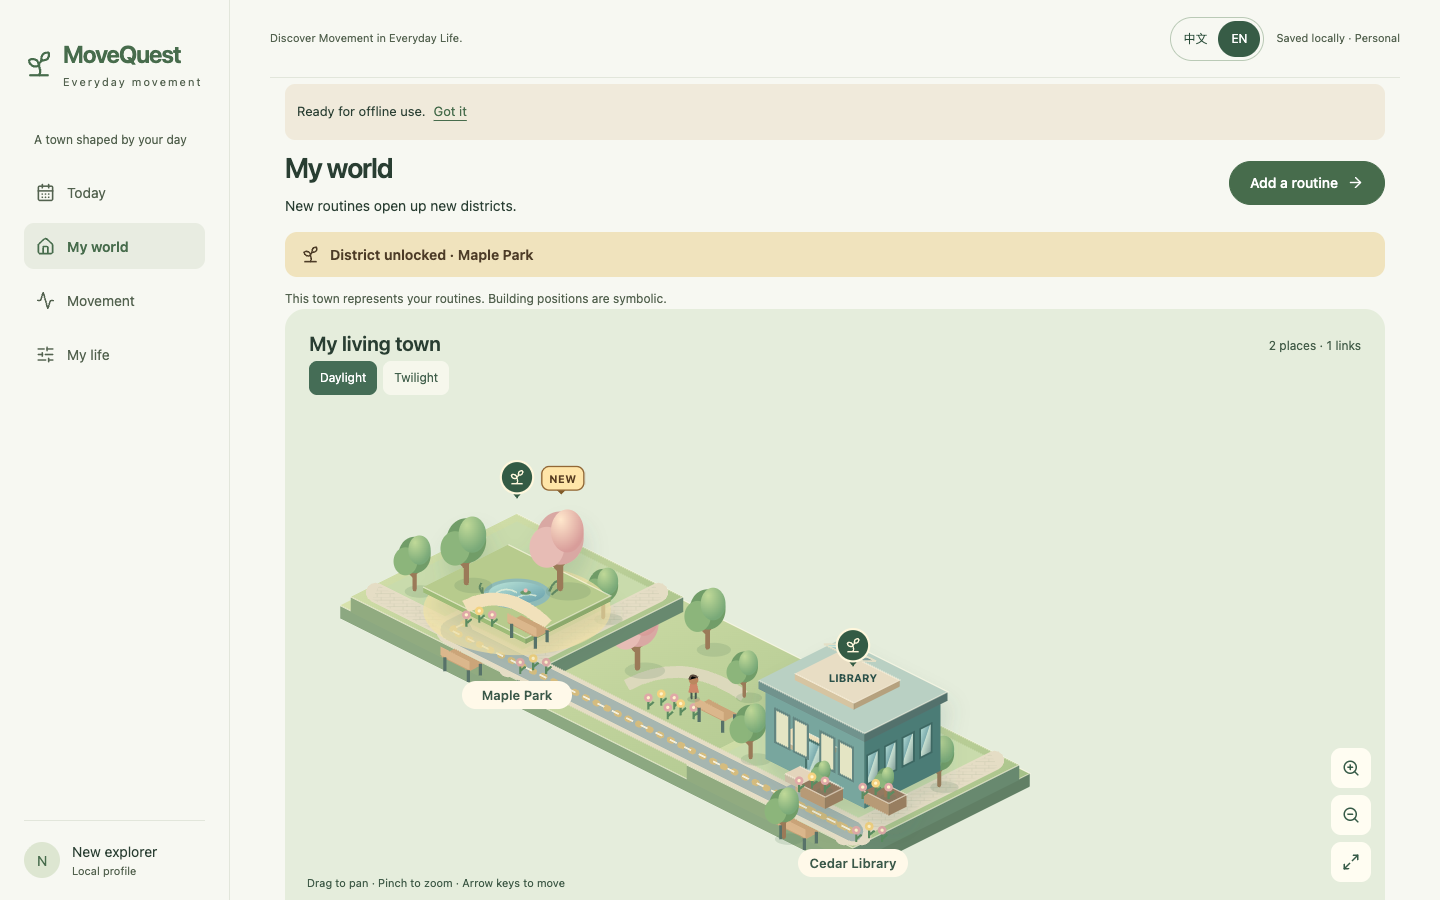 MoveQuest
Everyday movement
A town shaped by your day
Today
My world
Movement
My life
N
New explorer
Local profile
Discover Movement in Everyday Life.
中文
EN
Saved locally · Personal
Ready for offline use. Got it
My world
New routines open up new districts.
Add a routine
District unlocked · Maple Park
This town represents your routines. Building positions are symbolic.
My living town
2 places · 1 links
Daylight
Twilight
NEW
Maple Park
LIBRARY
Cedar Library
Drag to pan · Pinch to zoom · Arrow keys to move